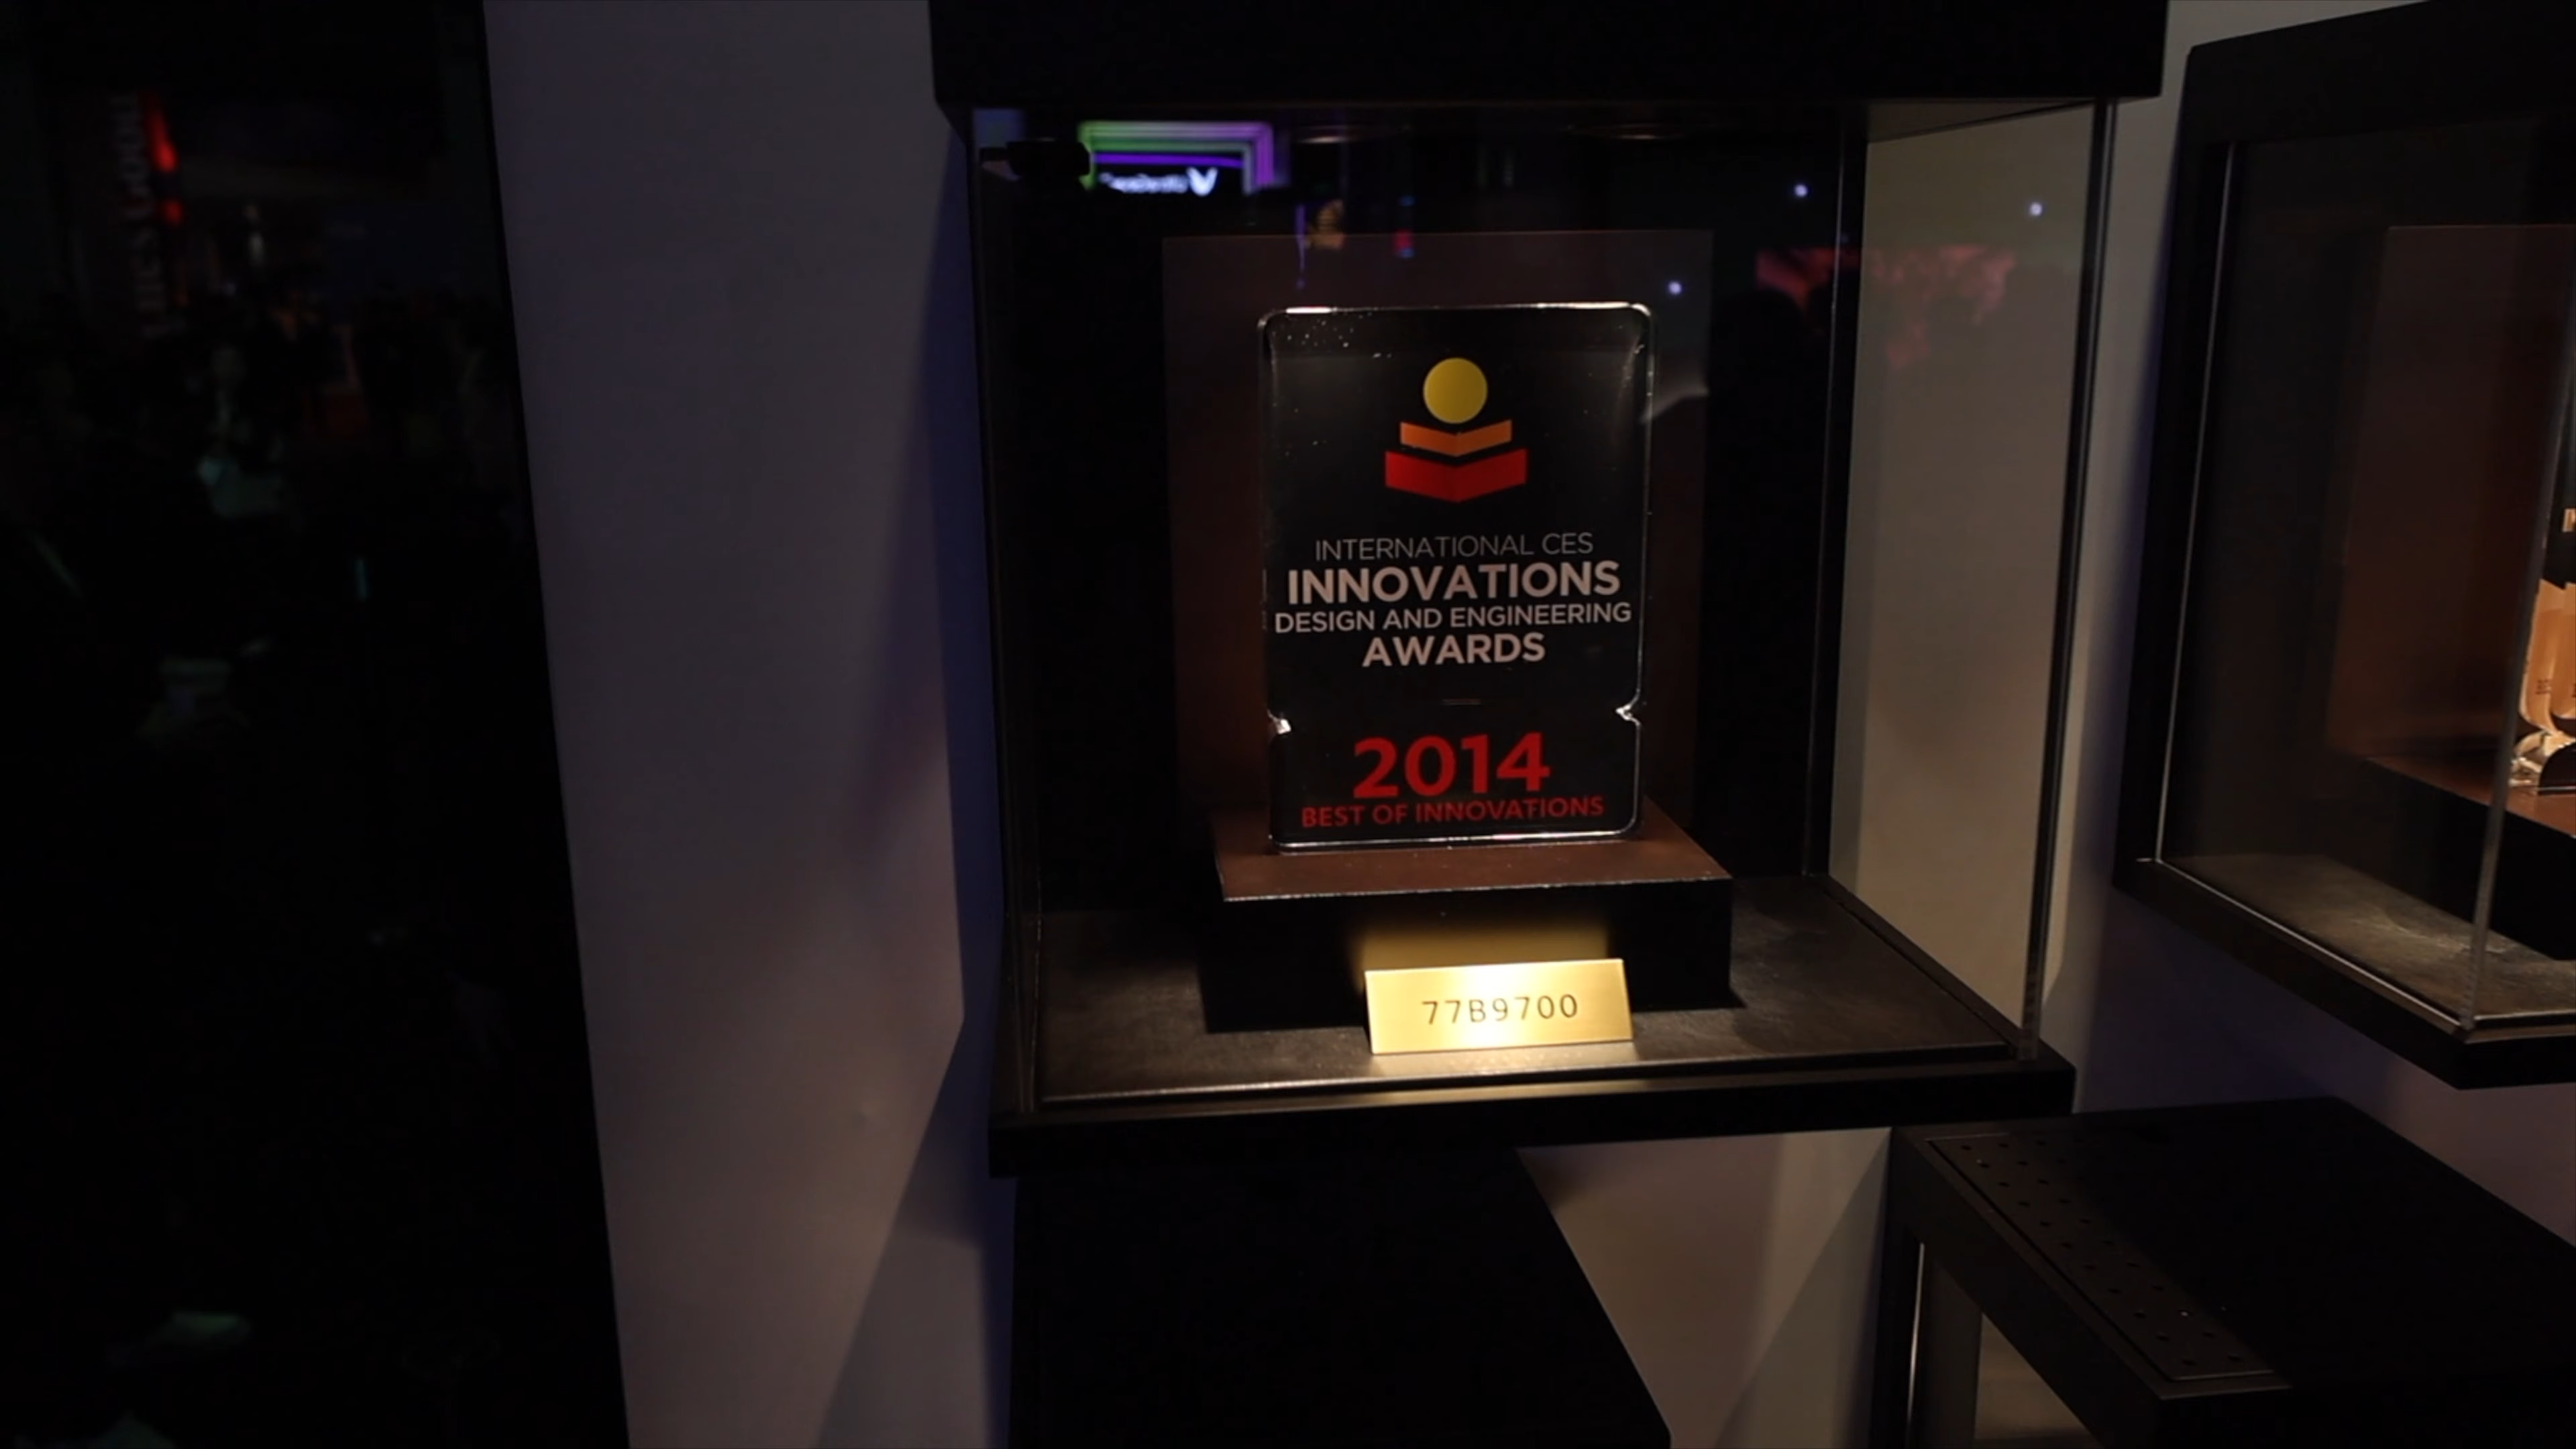 INTERNATIONAL CES
INNOVATIONS
DESIGN AND ENGINEERING
AWARDS
2014
BEST OF INNOVATIONS
77B9700